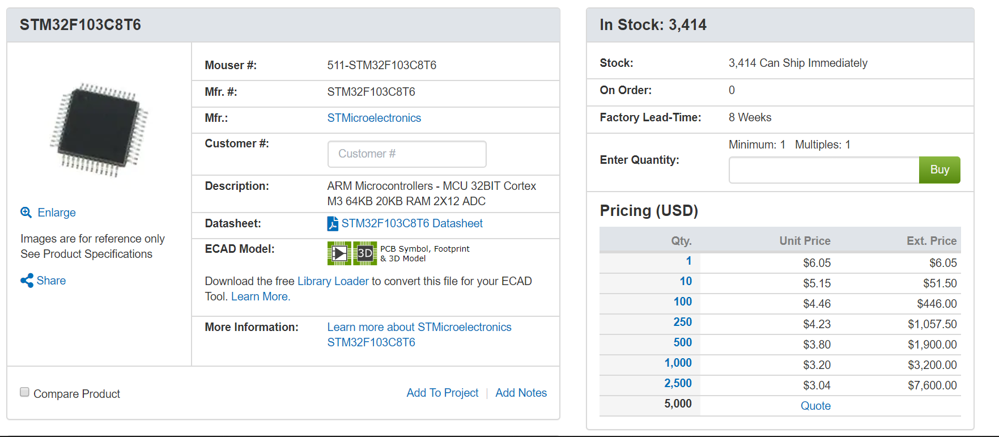 STM32F103C8T6
Enlarge
Images are for reference only
See Product Specifications
Share
Mouser #: 511-STM32F103C8T6
Mfr. #: STM32F103C8T6
Mfr.: STMicroelectronics
Customer #: Customer #
Description: ARM Microcontrollers - MCU 32BIT Cortex
M3 64KB 20KB RAM 2X12 ADC
Datasheet: STM32F103C8T6 Datasheet
ECAD Model: 3D PCB Symbol, Footprint
& 3D Model
Download the free Library Loader to convert this file for your ECAD
Tool. Learn More.
More Information: Learn more about STMicroelectronics
STM32F103C8T6
Compare Product Add To Project | Add Notes
In Stock: 3,414
Stock: 3,414 Can Ship Immediately
On Order: 0
Factory Lead-Time: 8 Weeks
Minimum: 1 Multiples: 1
Enter Quantity: Buy
Pricing (USD)
Qty. Unit Price Ext. Price
1 $6.05 $6.05
10 $5.15 $51.50
100 $4.46 $446.00
250 $4.23 $1,057.50
500 $3.80 $1,900.00
1,000 $3.20 $3,200.00
2,500 $3.04 $7,600.00
5,000 Quote